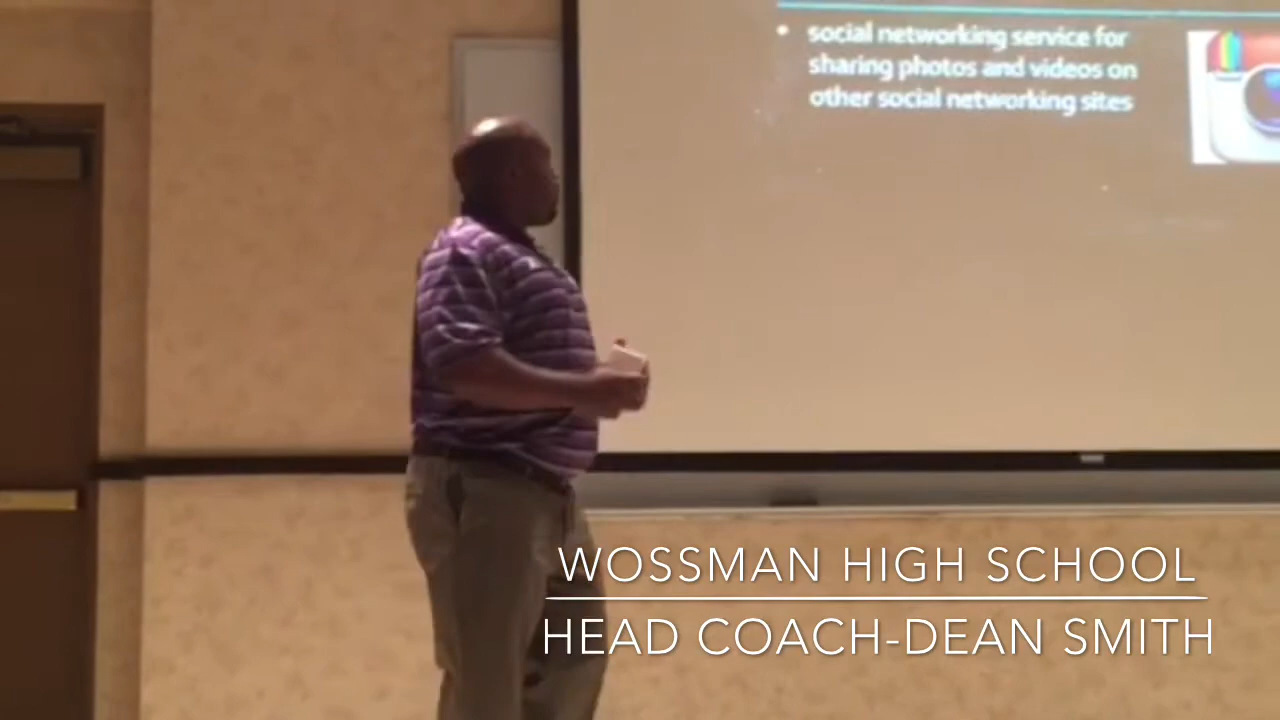 • social networking service for
sharing photos and videos on
other social networking sites
WOSSMAN HIGH SCHOOL
HEAD COACH-DEAN SMITH